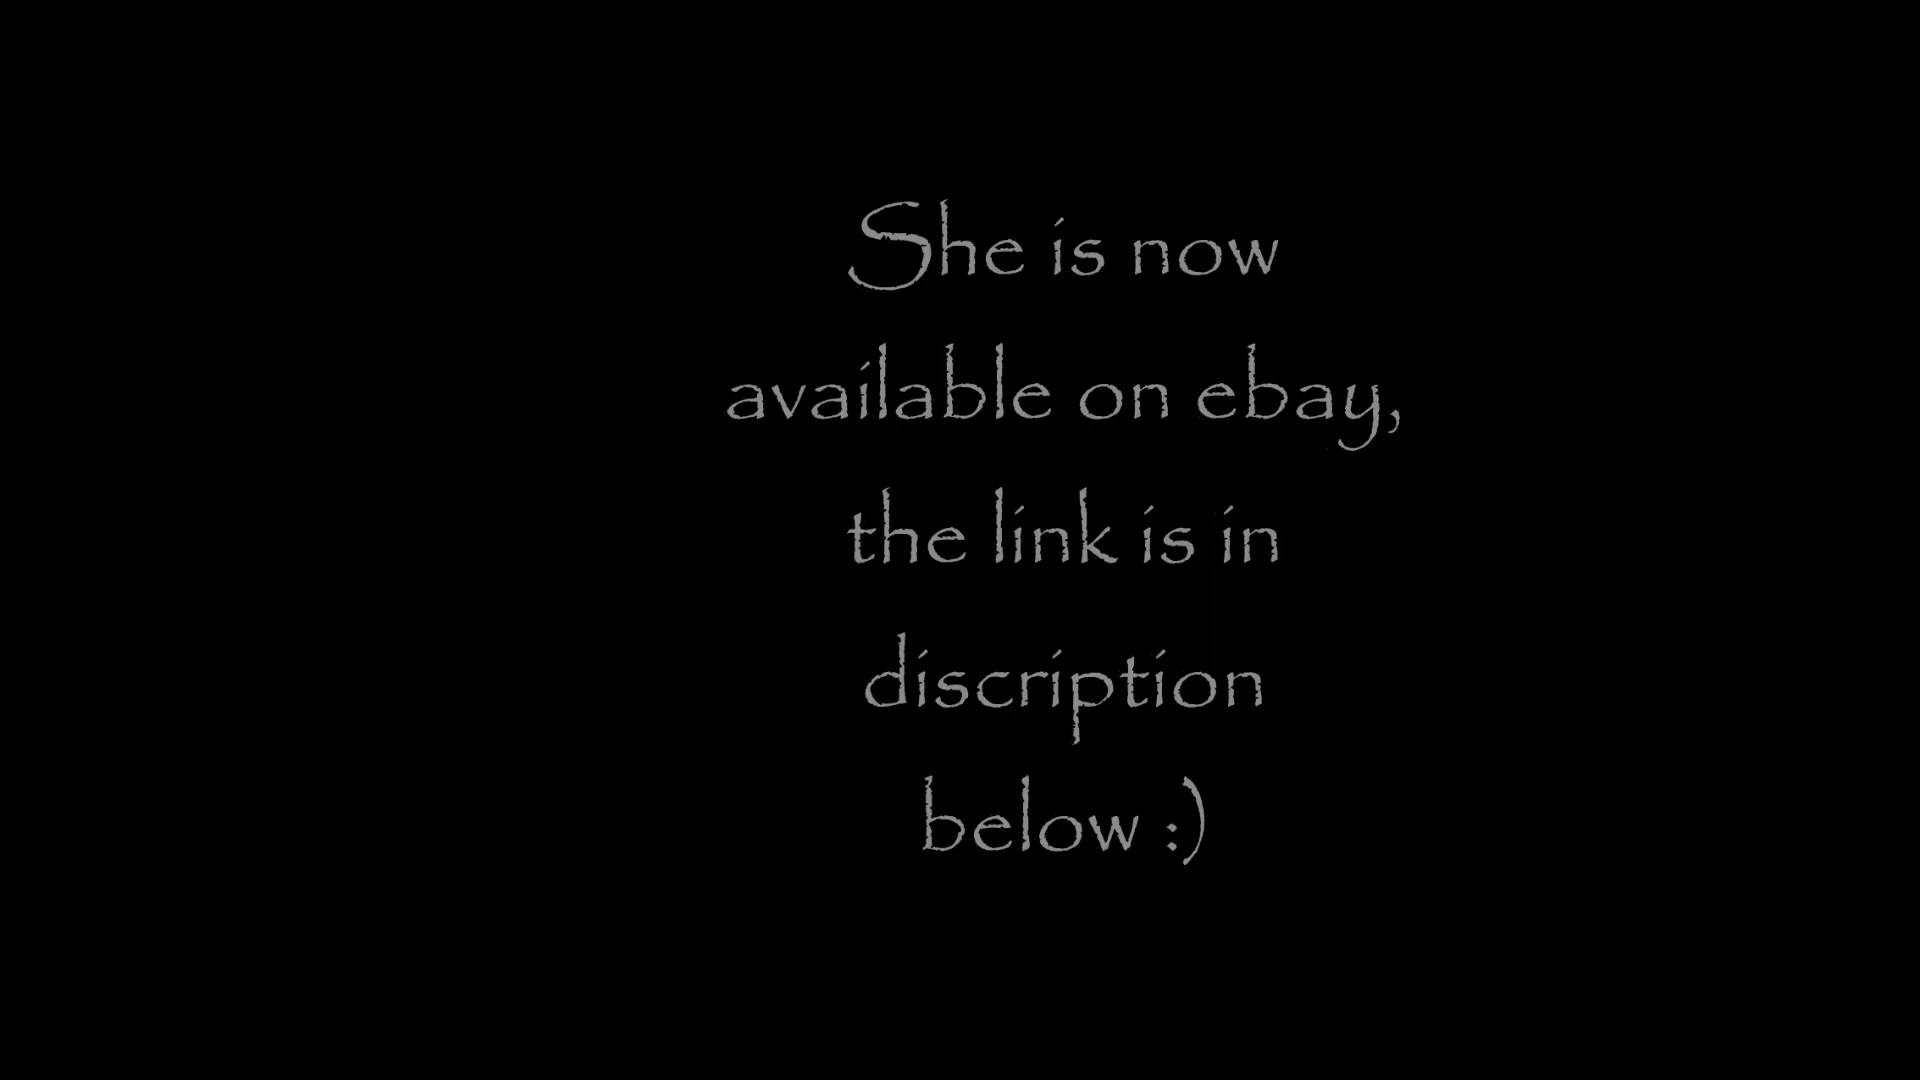 She is now
available on ebay,
the link is in
discription
below :)